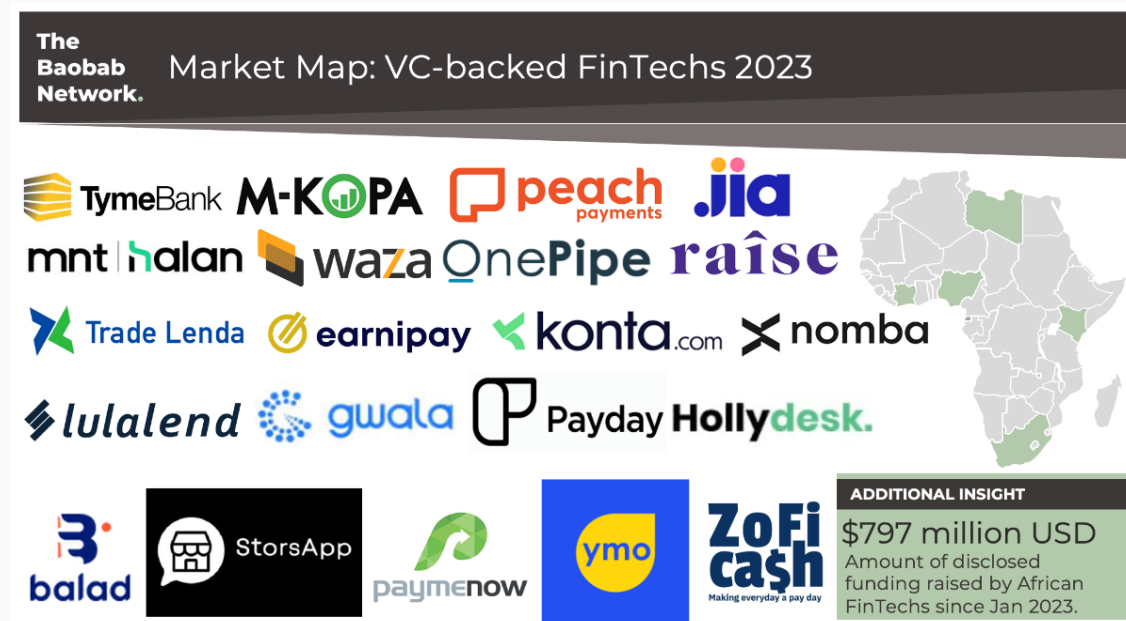 The
Baobab
Network.
Market Map: VC-backed FinTechs 2023
TymeBank
M-KOPA
peach
payments
jia
mnt | halan
waza
OnePipe
raîse
Trade Lenda
earnipay
konta.com
nomba
lulalend
gwala
Payday
Hollydesk.
balad
StorsApp
paymenow
ymo
ZoFi
ca$h
Making everyday a pay day
ADDITIONAL INSIGHT
$797 million USD
Amount of disclosed
funding raised by African
FinTechs since Jan 2023.